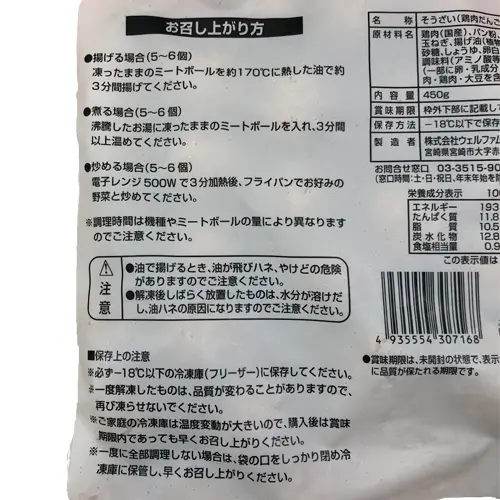 お召し上がり方
●揚げる場合(5~6個)
凍ったままのミートボールを約170℃に熱した油で約
3分間揚げてください。
●煮る場合(5~6個)
沸騰したお湯に凍ったままのミートボールを入れ、3分間
以上温めてください。
●炒める場合(5~6個)
電子レンジ500Wで3分加熱後、フライパンでお好みの
野菜と炒めてください。
※調理時間は機種やミートボールの量により異なります
のでご注意ください。
注意
●油で揚げるとき、油が飛びハネ、やけどの危険
がありますのでご注意ください。
●解凍後しばらく放置したものは、水分が溶けだ
し、油ハネの原因になりますのでご注意ください。
■保存上の注意
※必ず-18℃以下の冷凍庫(フリーザー)に保存してください。
※一度解凍したものは、品質が変わることがありますので、
再び凍らせないでください。
※ご家庭の冷凍庫は温度変動が大きいので、購入後は賞味
期限内であっても早くお召し上がりください。
※一度に全部調理しない場合は、袋の口をしっかり閉め冷
凍庫に保管し、早くお召し上がりください。
名称 そうざい(鶏肉だんご
原材料名 鶏肉(国産)、パン粉、
玉ねぎ、揚げ油(植
砂糖、しょうゆ、卵白
調味料(アミノ酸等
(一部に卵・乳成分
肉・鶏肉・大豆を含
内容量 450g
賞味期限 枠外下部に記載し
保存方法 -18℃以下で保存
製造者 株式会社ウェルファム
宮崎県宮崎市大字赤
お問合せ窓口 03-3515-90
(窓口時間:土・日・祝日、年末年始を
栄養成分表示 10
エネルギー 193
たんぱく質 11.8
脂質 10.5
炭水化物 12.8
食塩相当量 0.9
この表示値は
4 935554 307168
●賞味期限は、未開封の状態で、表示
に品質が保たれる期限です。